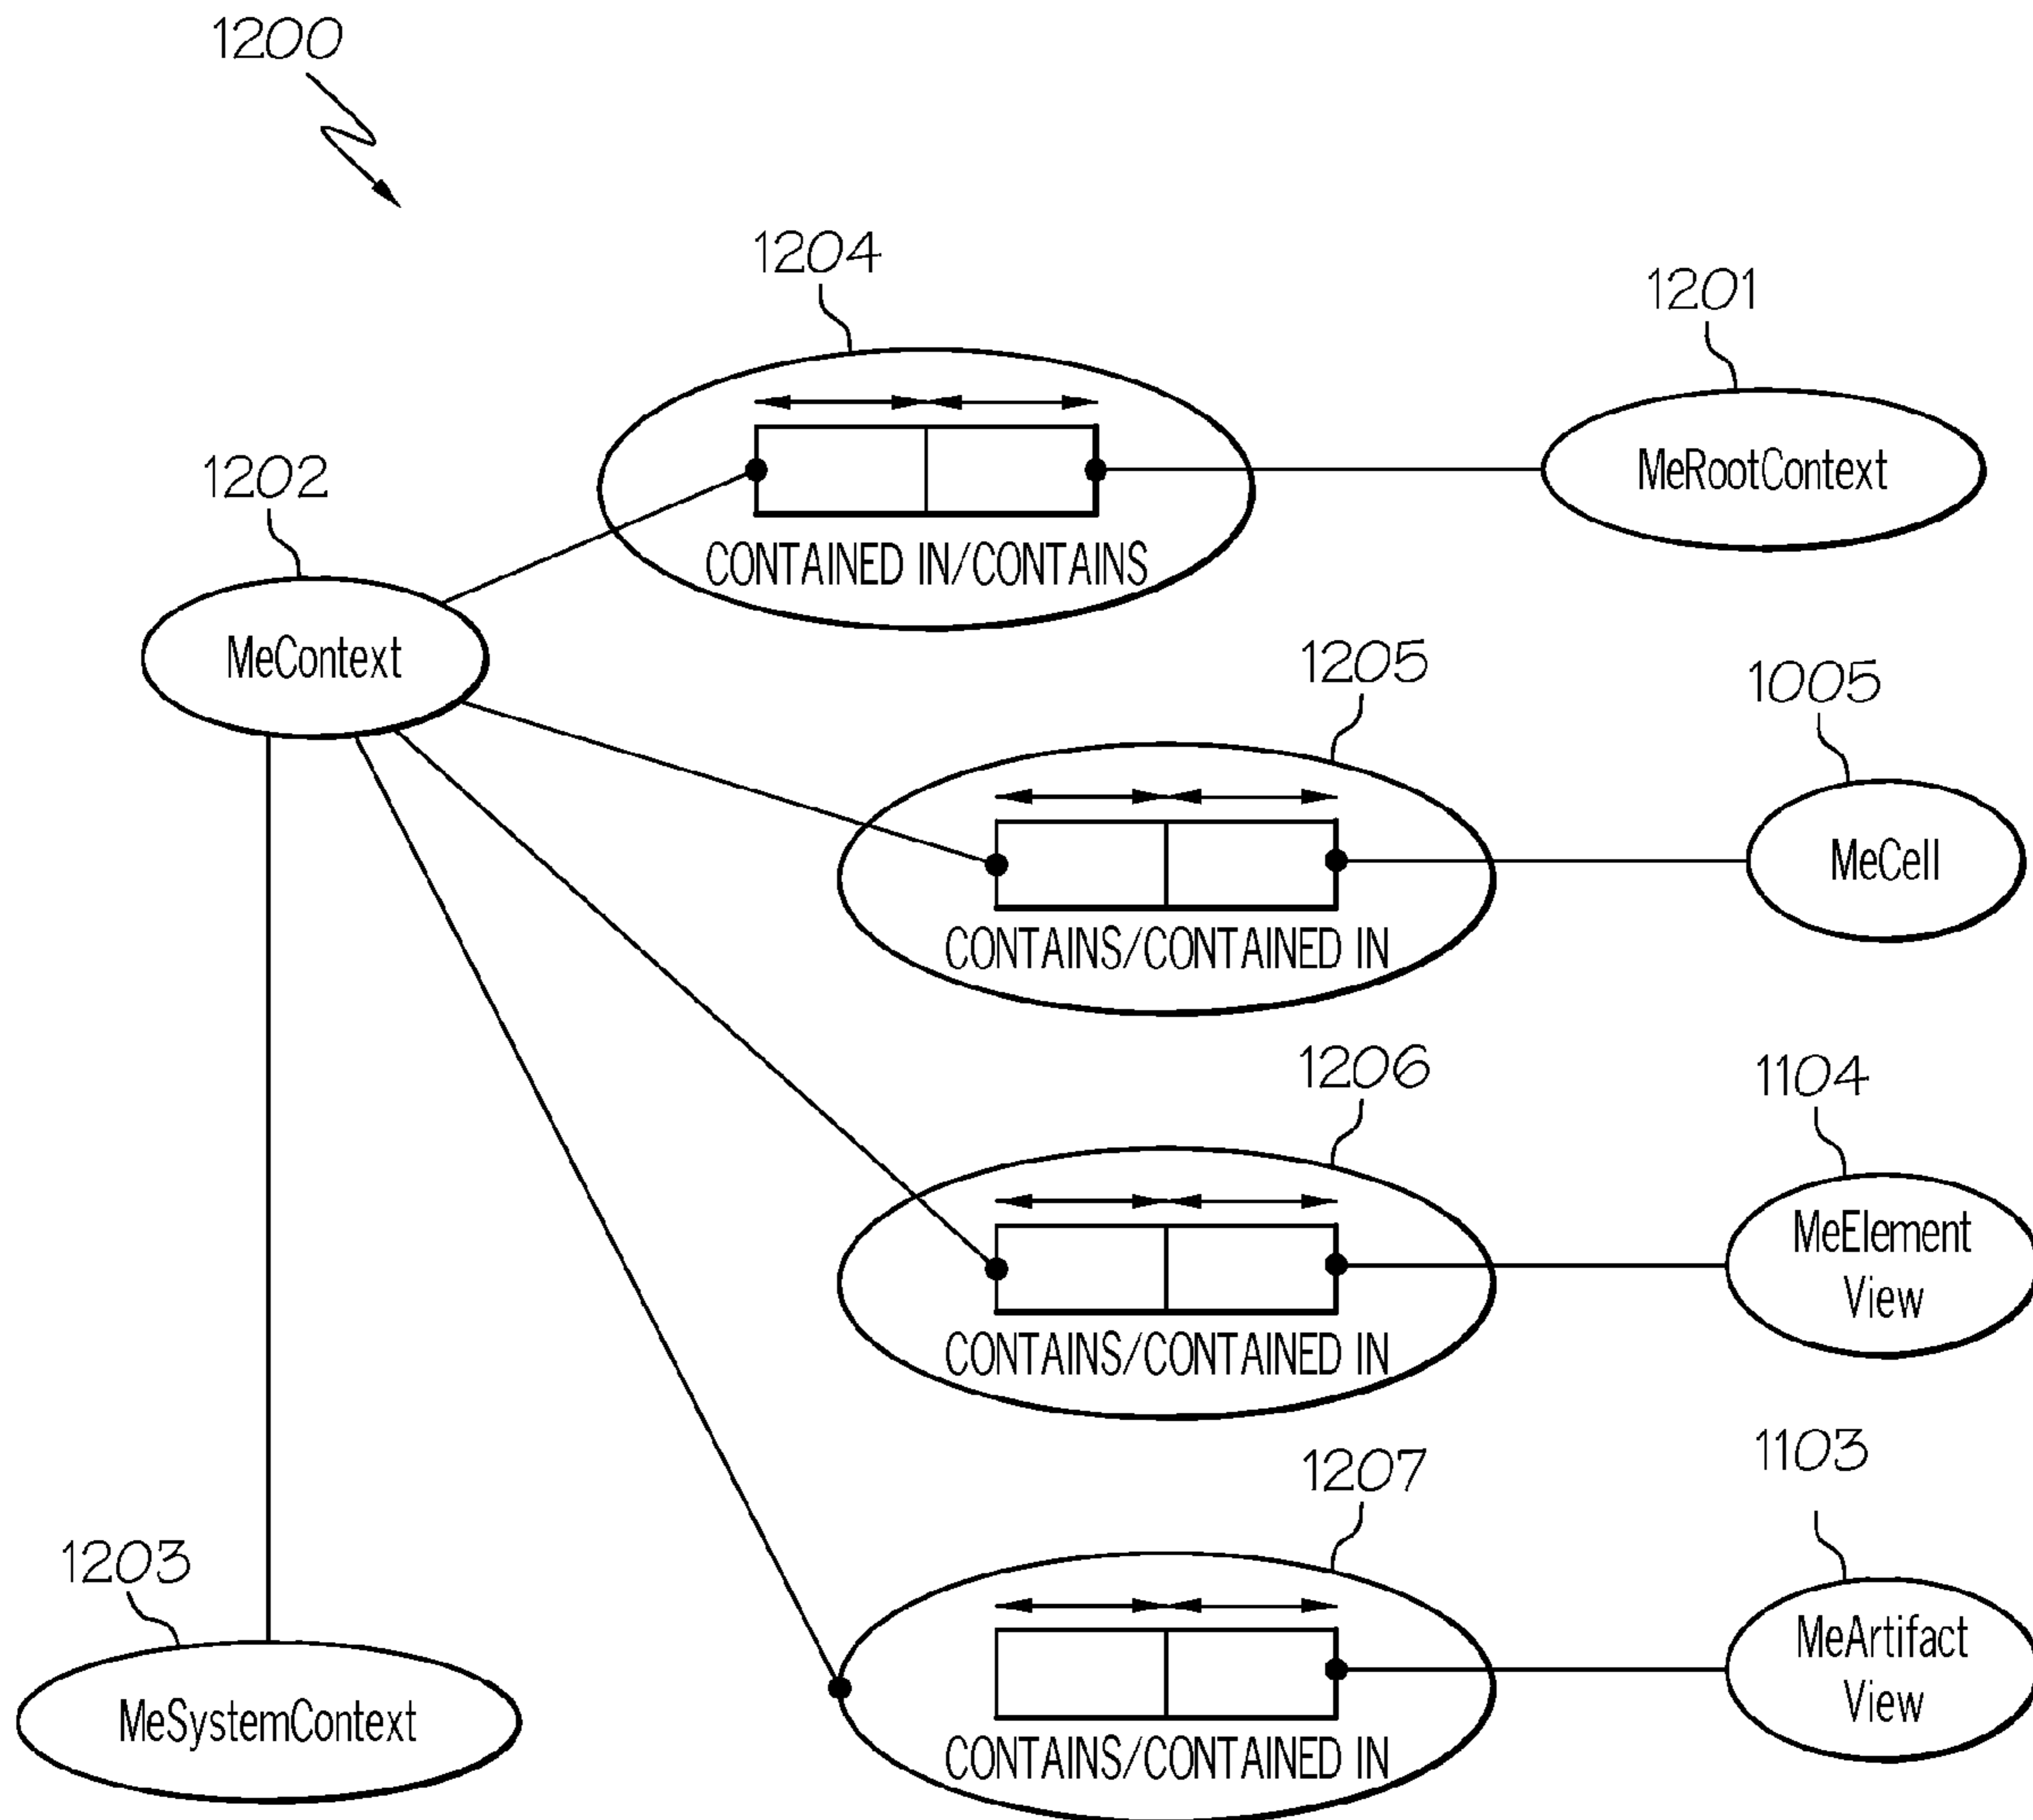 1200
1204
1201
MeRootContext
1202
CONTAINED IN/CONTAINS
MeContext
1205
1005
MeCell
CONTAINS/CONTAINED IN
1206
1104
MeElement
View
CONTAINS/CONTAINED IN
1207
1103
1203
MeArtifact
View
MeSystemContext
CONTAINS/CONTAINED IN